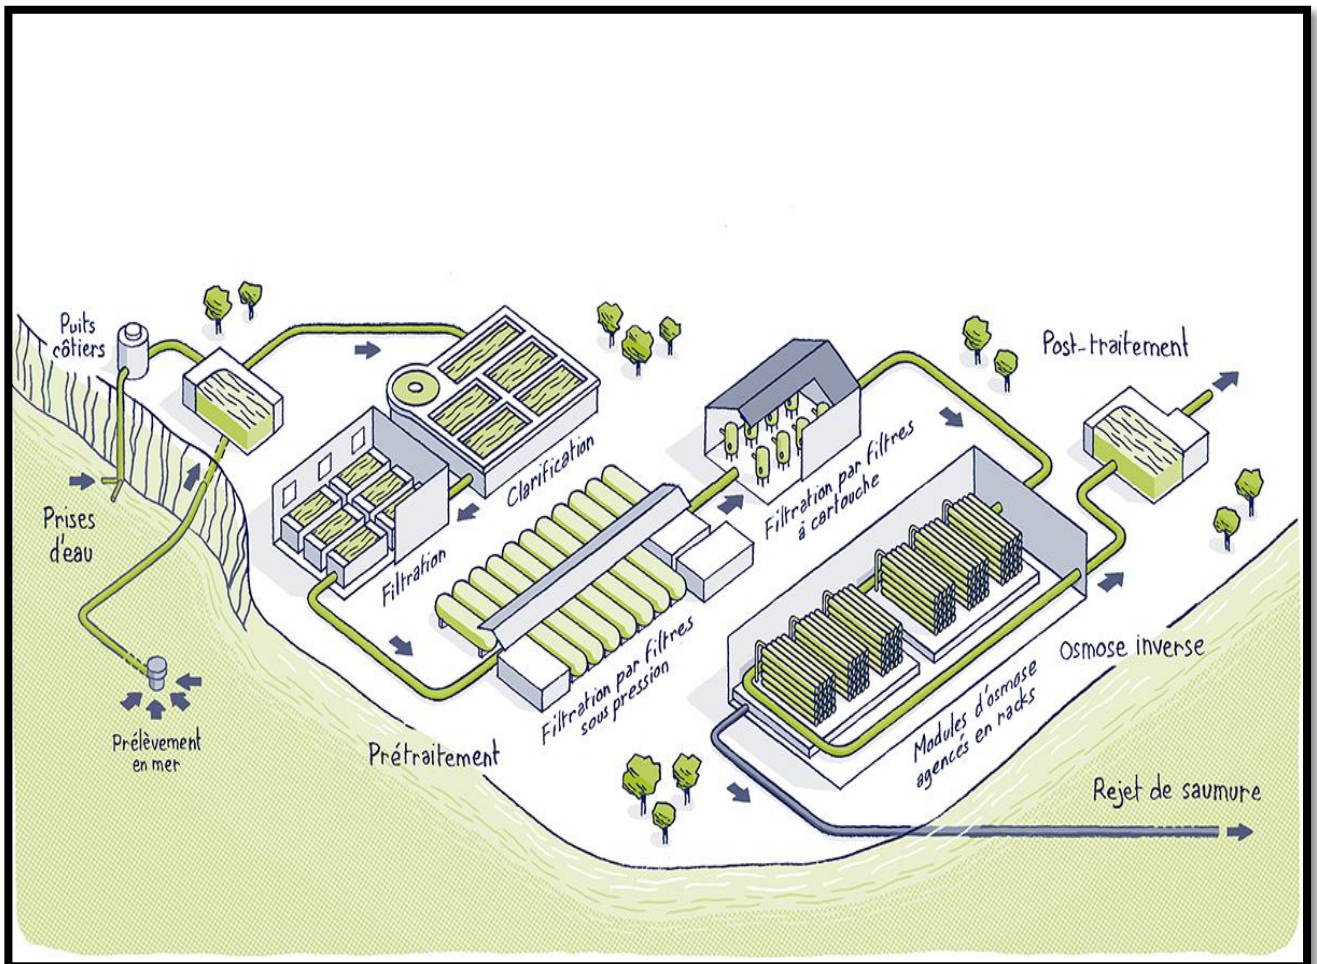 Puits
côtiers
Prises
d'eau
Prélèvement
en mer
Clarification
Filtration
Prétraitement
Filtration par filtres
sous pression
Filtration par filtres
à cartouche
Post-traitement
Osmose inverse
Modules d'osmose
agencés en racks
Rejet de saumure